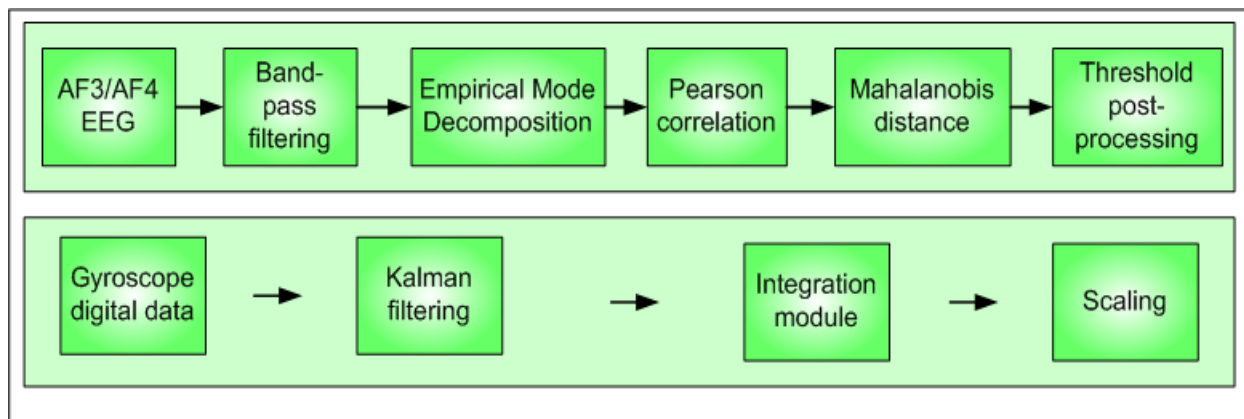 AF3/AF4
EEG
Band-
pass
filtering
Empirical Mode
Decomposition
Pearson
correlation
Mahalanobis
distance
Threshold
post-
processing
Gyroscope
digital data
Kalman
filtering
Integration
module
Scaling